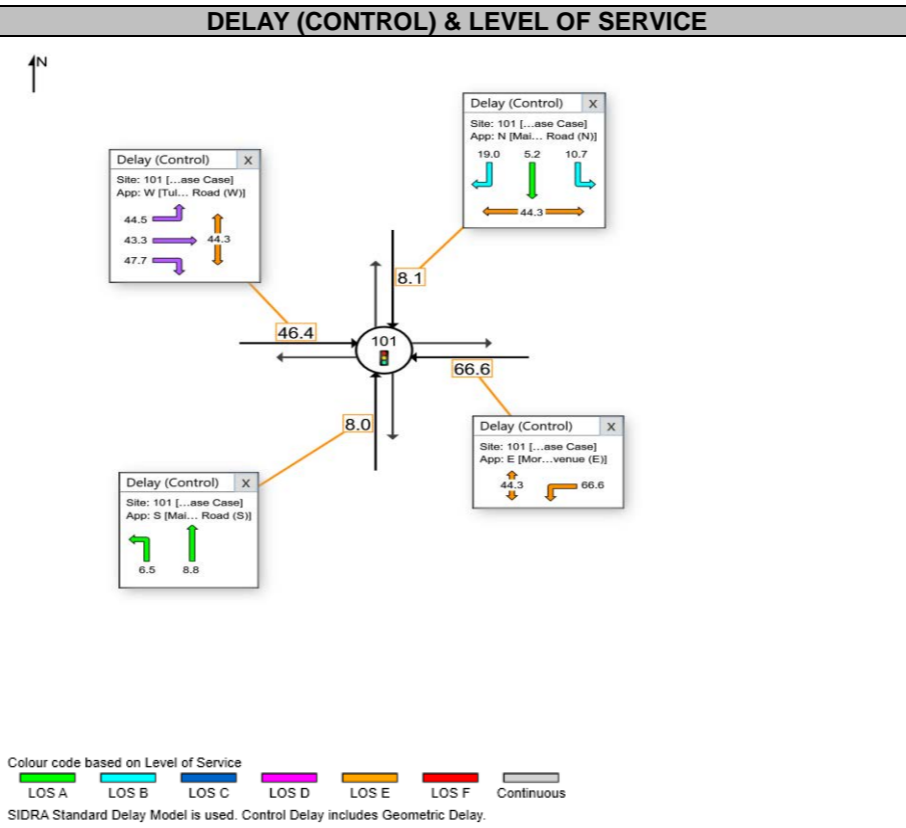 DELAY (CONTROL) & LEVEL OF SERVICE
N
Delay (Control) X
Site: 101 [...ase Case]
App: N [Mai... Road (N)]
19.0 5.2 10.7
44.3
Delay (Control) X
Site: 101 [...ase Case]
App: W [Tul... Road (W)]
44.5
43.3 44.3
47.7
8.1
46.4
101
66.6
8.0
Delay (Control) X
Site: 101 [...ase Case]
App: E [Mor...venue (E)]
44.3 66.6
Delay (Control) X
Site: 101 [...ase Case]
App: S [Mai... Road (S)]
6.5 8.8
Colour code based on Level of Service
LOS A LOS B LOS C LOS D LOS E LOS F Continuous
SIDRA Standard Delay Model is used. Control Delay includes Geometric Delay.